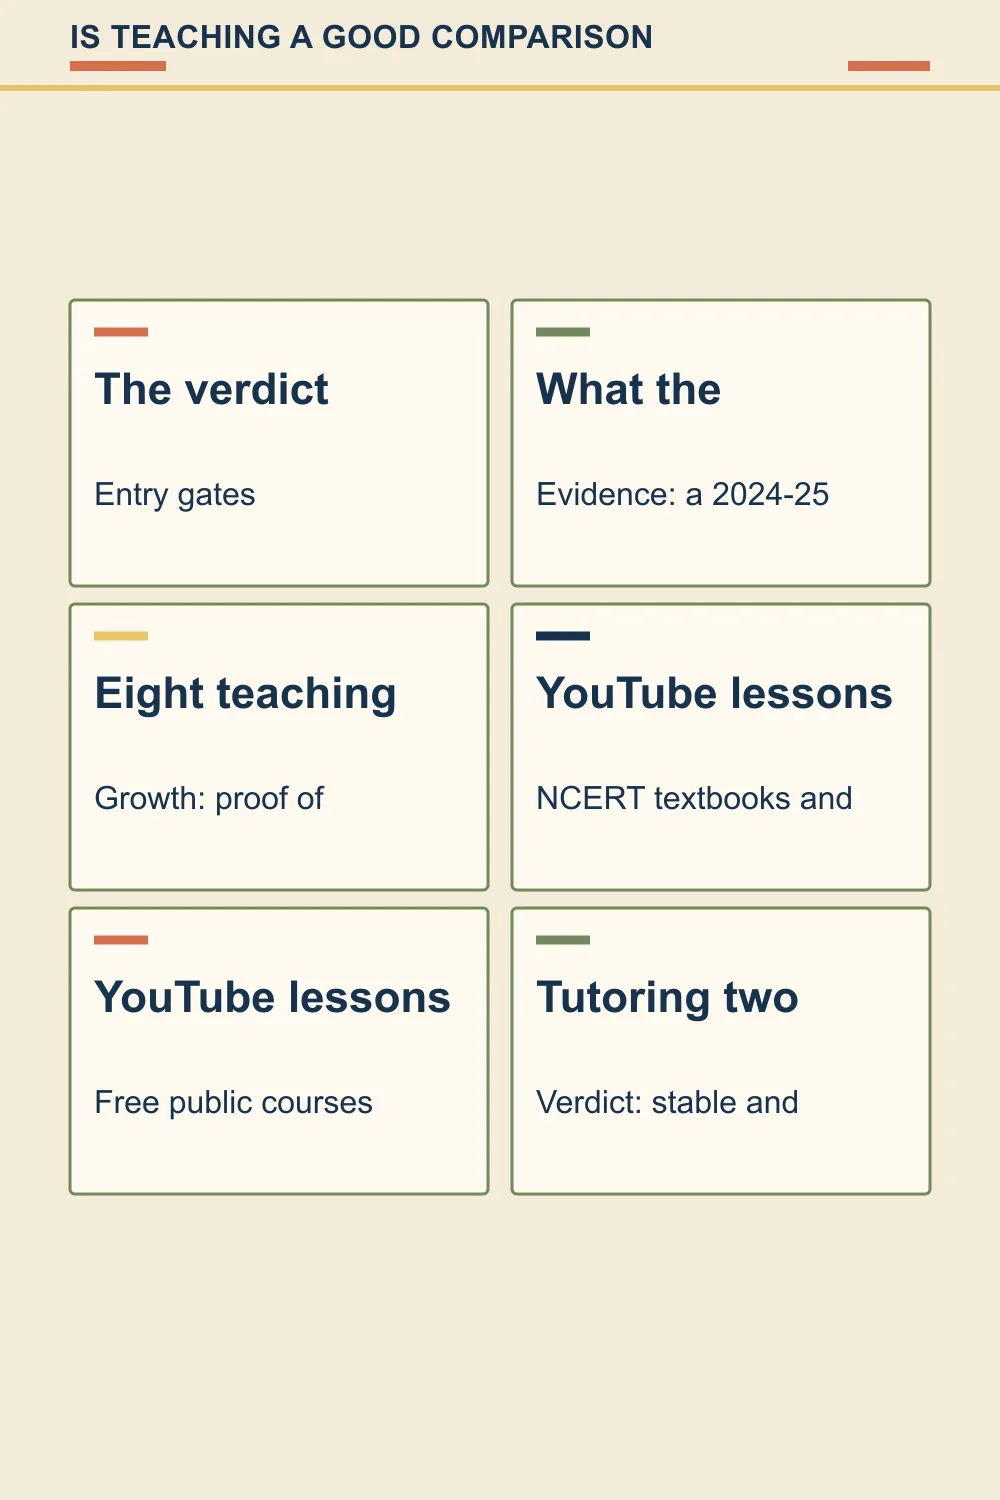 IS TEACHING A GOOD COMPARISON
The verdict
Entry gates
What the
Evidence: a 2024-25
Eight teaching
Growth: proof of
YouTube lessons
NCERT textbooks and
YouTube lessons
Free public courses
Tutoring two
Verdict: stable and